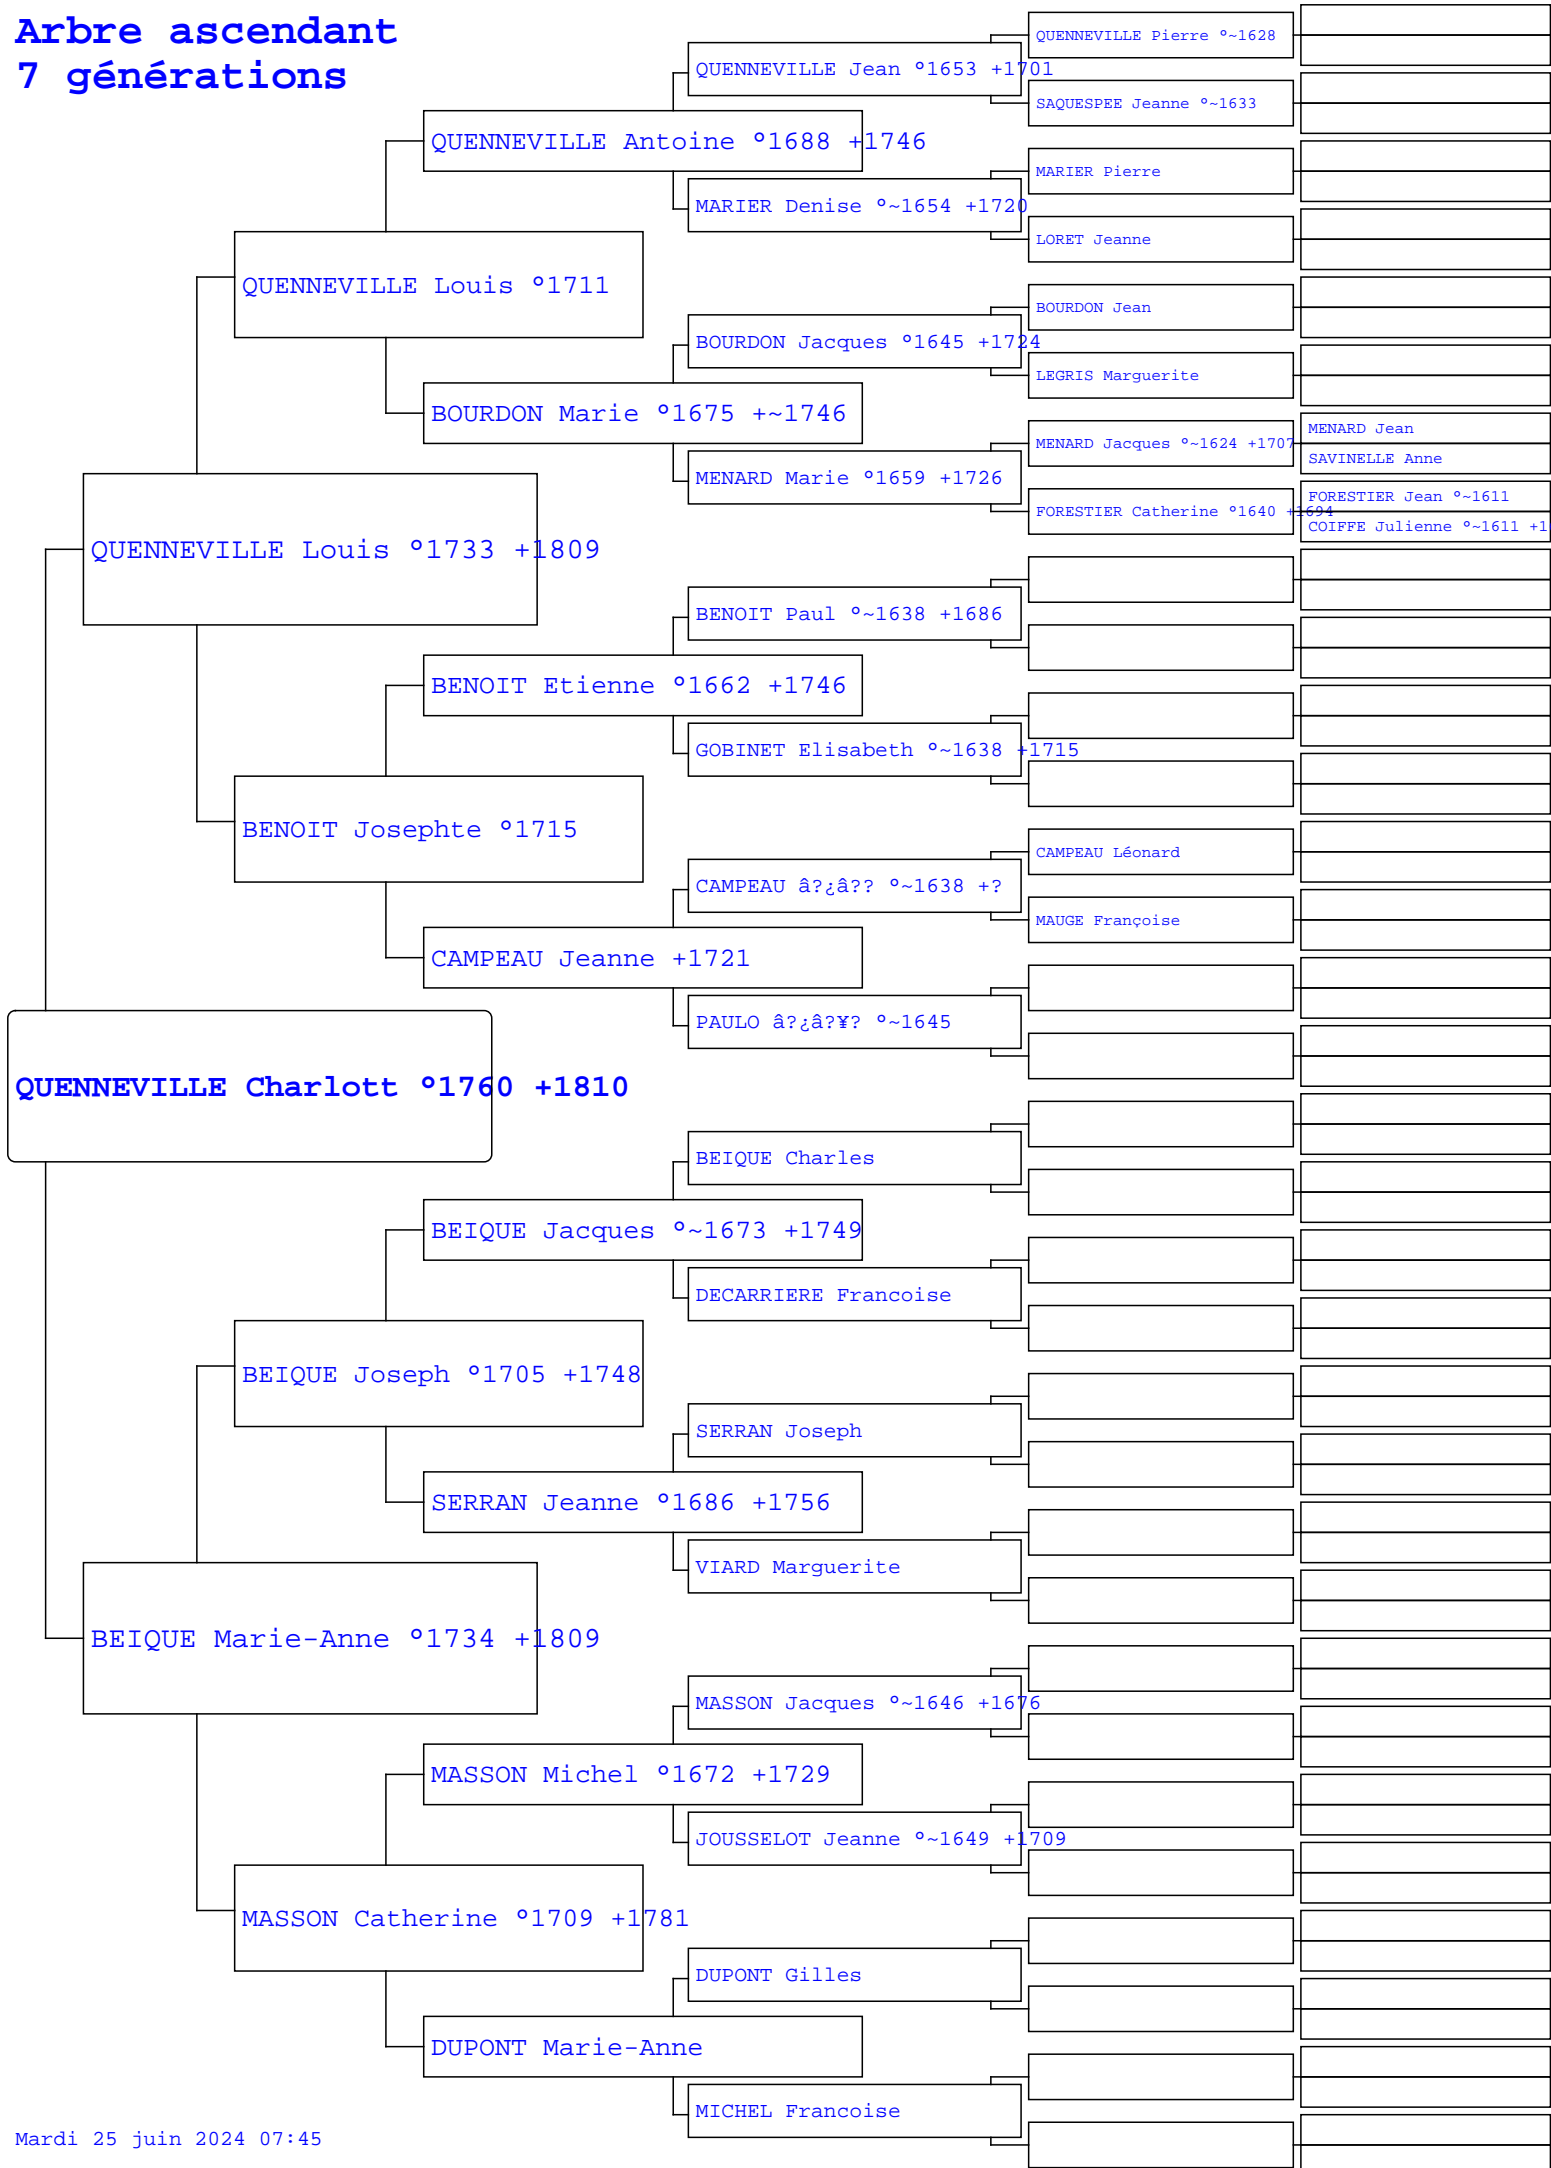 Arbre ascendant
7 générations
QUENNEVILLE Pierre °~1628
QUENNEVILLE Jean °1653 +1701
SAQUESPEE Jeanne °~1633
QUENNEVILLE Antoine °1688 +1746
MARIER Pierre
MARIER Denise °~1654 +1720
LORET Jeanne
QUENNEVILLE Louis °1711
BOURDON Jean
BOURDON Jacques °1645 +1724
LEGRIS Marguerite
BOURDON Marie °1675 +~1746
MENARD Jean
MENARD Jacques °~1624 +1707
SAVINELLE Anne
MENARD Marie °1659 +1726
FORESTIER Jean °~1611
FORESTIER Catherine °1640 +1694
COIFFE Julienne °~1611 +1
QUENNEVILLE Louis °1733 +1809
BENOIT Paul °~1638 +1686
BENOIT Etienne °1662 +1746
GOBINET Elisabeth °~1638 +1715
BENOIT Josephte °1715
CAMPEAU Léonard
CAMPEAU â?¿â?? °~1638 +?
MAUGE Françoise
CAMPEAU Jeanne +1721
PAULO â?¿â?¥? °~1645
QUENNEVILLE Charlott °1760 +1810
BEIQUE Charles
BEIQUE Jacques °~1673 +1749
DECARRIERE Francoise
BEIQUE Joseph °1705 +1748
SERRAN Joseph
SERRAN Jeanne °1686 +1756
VIARD Marguerite
BEIQUE Marie-Anne °1734 +1809
MASSON Jacques °~1646 +1676
MASSON Michel °1672 +1729
JOUSSELOT Jeanne °~1649 +1709
MASSON Catherine °1709 +1781
DUPONT Gilles
DUPONT Marie-Anne
MICHEL Francoise
Mardi 25 juin 2024 07:45